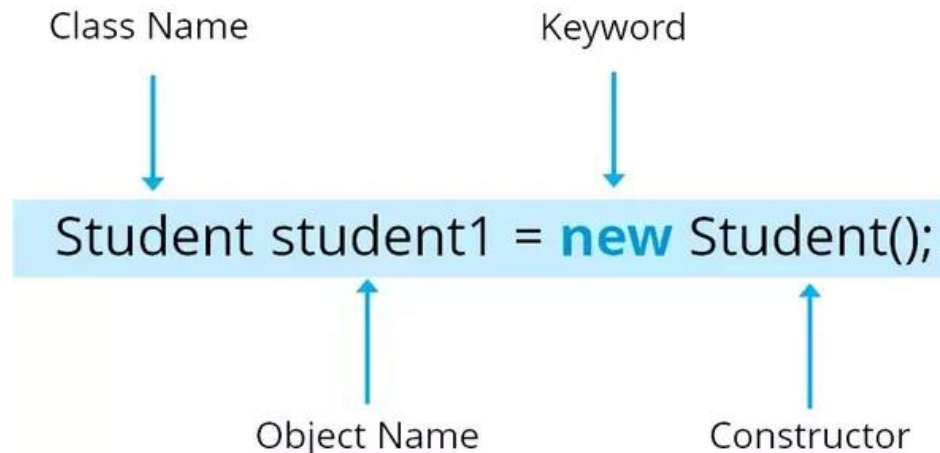 Class Name
Keyword
Student student1 = new Student();
Object Name
Constructor